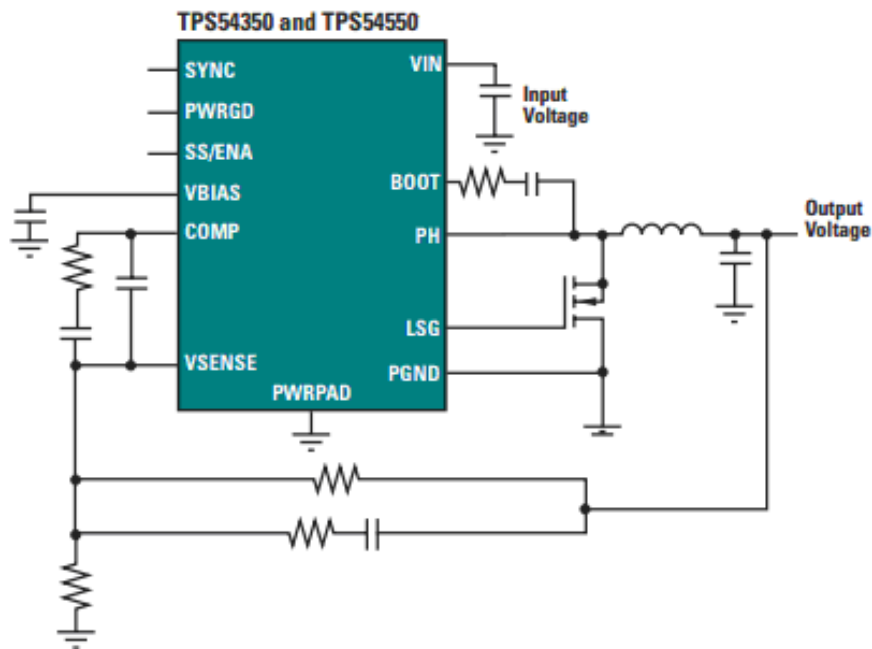 TPS54350 and TPS54550
SYNC
PWRGD
SS/ENA
VBIAS
COMP
VSENSE
VIN
BOOT
PH
LSG
PGND
PWRPAD
Input
Voltage
Output
Voltage